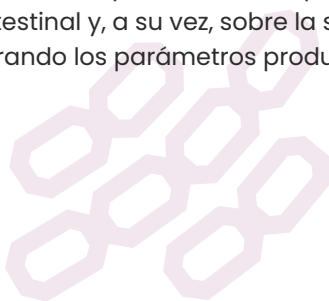 testinal y, a su vez, sobre la s
rando los parámetros produ